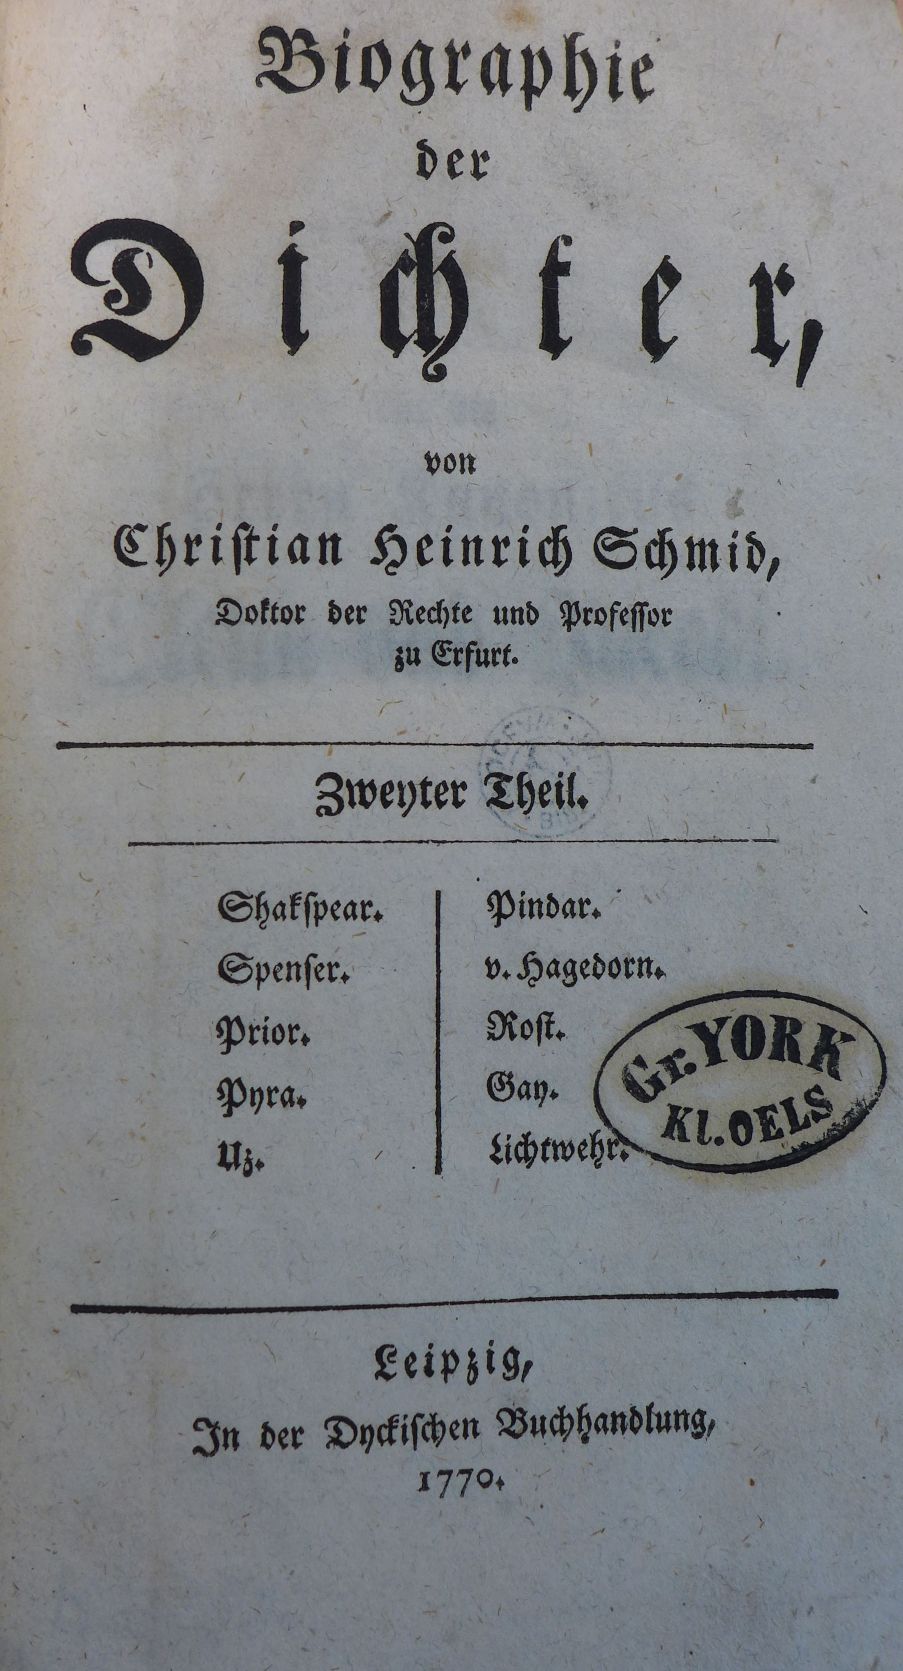 Biographie
der
Dichter,
von
Chriſtian Heinrich Schmid,
Doktor der Rechte und Profeſſor
zu Erfurt.
Zweyter Theil.
Shakſpear.
Spenſer.
Prior.
Pyra.
Uz.
Pindar.
v. Hagedorn.
Roſt.
Gay.
Lichtwehr.
Gr. YORK
Kl. OELS
Leipzig,
In der Dyckiſchen Buchhandlung,
1770.